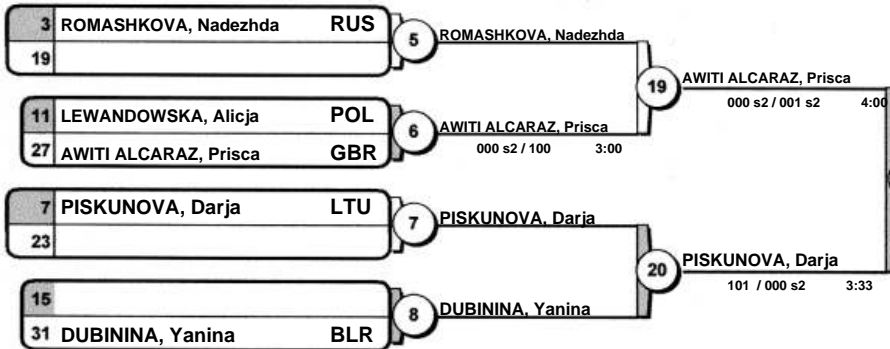 3 ROMASHKOVA, Nadezhda RUS
19
5
ROMASHKOVA, Nadezhda
11 LEWANDOWSKA, Alicja POL
27 AWITI ALCARAZ, Prisca GBR
6
AWITI ALCARAZ, Prisca
000 s2 / 100 3:00
19
AWITI ALCARAZ, Prisca
000 s2 / 001 s2 4:00
7 PISKUNOVA, Darja LTU
23
7
PISKUNOVA, Darja
15
31 DUBININA, Yanina BLR
8
DUBININA, Yanina
20
PISKUNOVA, Darja
101 / 000 s2 3:33